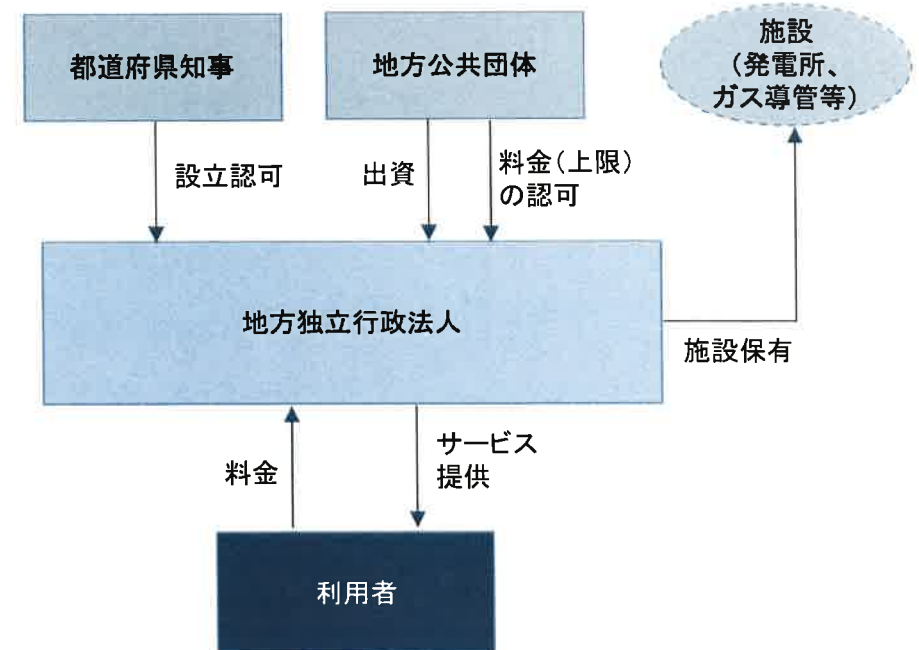 都道府県知事
地方公共団体
施設
(発電所、
ガス導管等)
設立認可
出資
料金(上限)
の認可
地方独立行政法人
施設保有
料金
サービス
提供
利用者